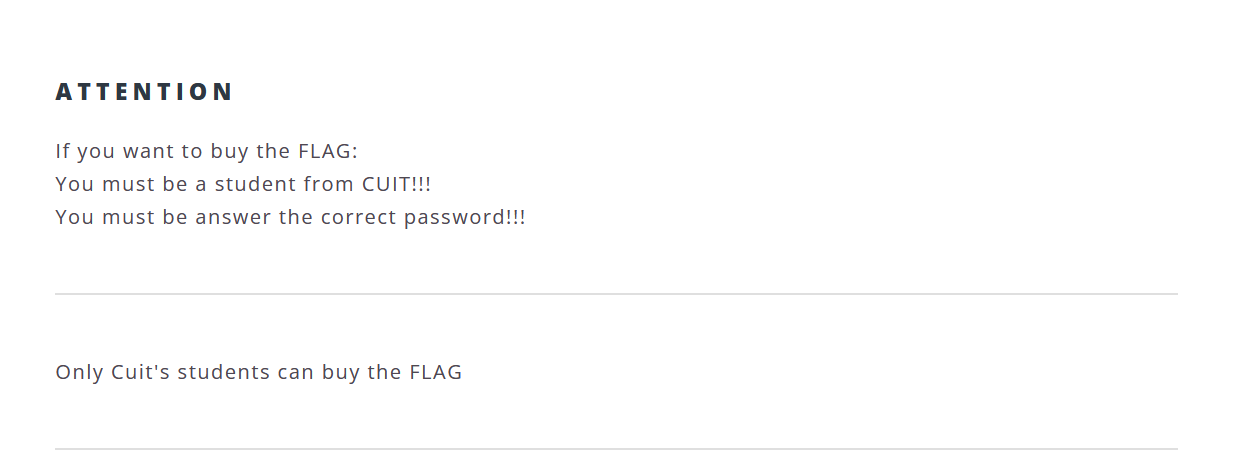 ATTENTION
If you want to buy the FLAG:
You must be a student from CUIT!!!
You must be answer the correct password!!!
Only Cuit's students can buy the FLAG